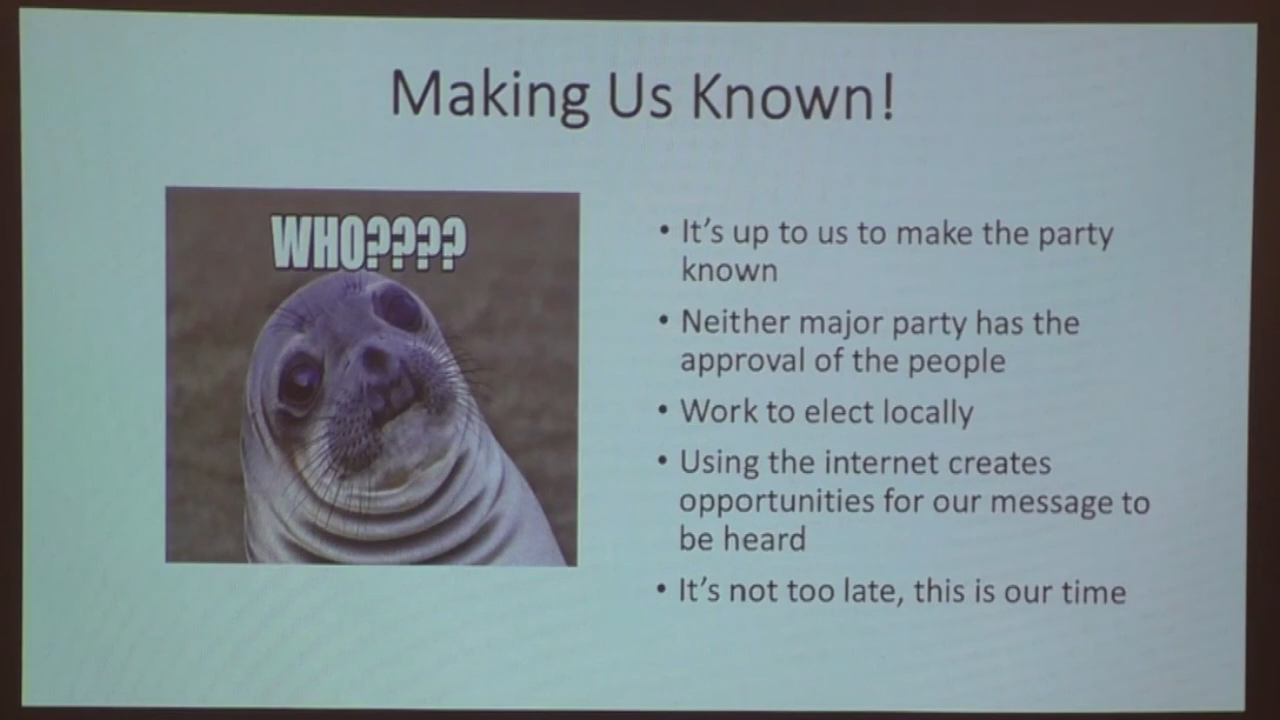 Making Us Known!
WHO????
• It's up to us to make the party
known
• Neither major party has the
approval of the people
• Work to elect locally
• Using the internet creates
opportunities for our message to
be heard
• It's not too late, this is our time